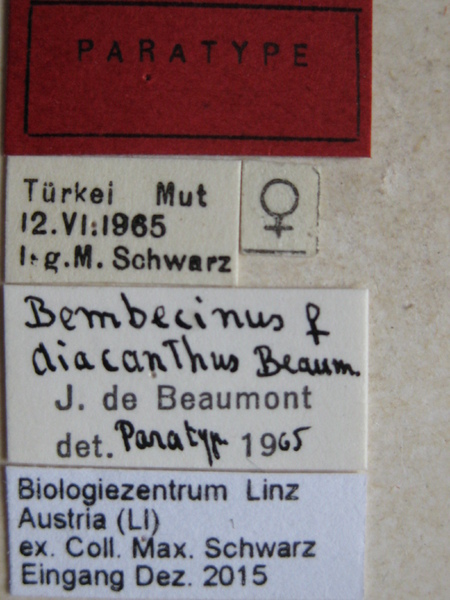 PARATYPE
Türkei Mut
12.VI.1965
leg. M. Schwarz
♀
Bembecinus ♀
diacanthus Beaum.
J. de Beaumont
det. Paratyp 1965
Biologiezentrum Linz
Austria (LI)
ex. Coll. Max. Schwarz
Eingang Dez. 2015